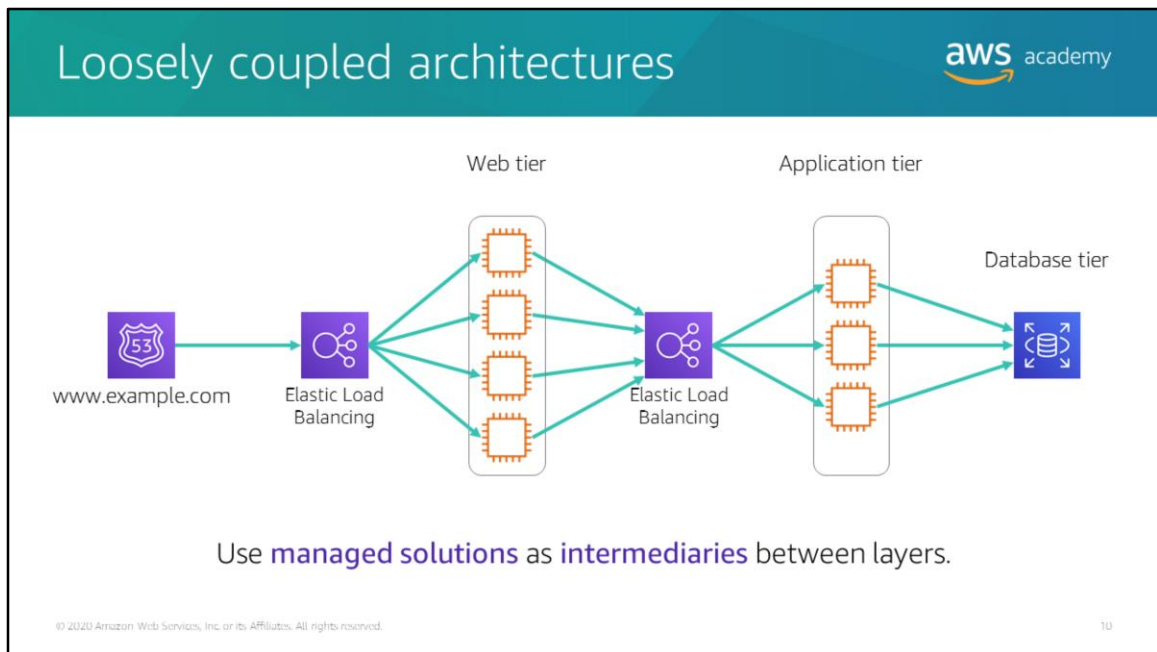 Loosely coupled architectures
aws academy
Web tier
Application tier
Database tier
53
www.example.com
Elastic Load
Balancing
Elastic Load
Balancing
Use managed solutions as intermediaries between layers.
© 2020 Amazon Web Services, Inc. or its Affiliates. All rights reserved.
10